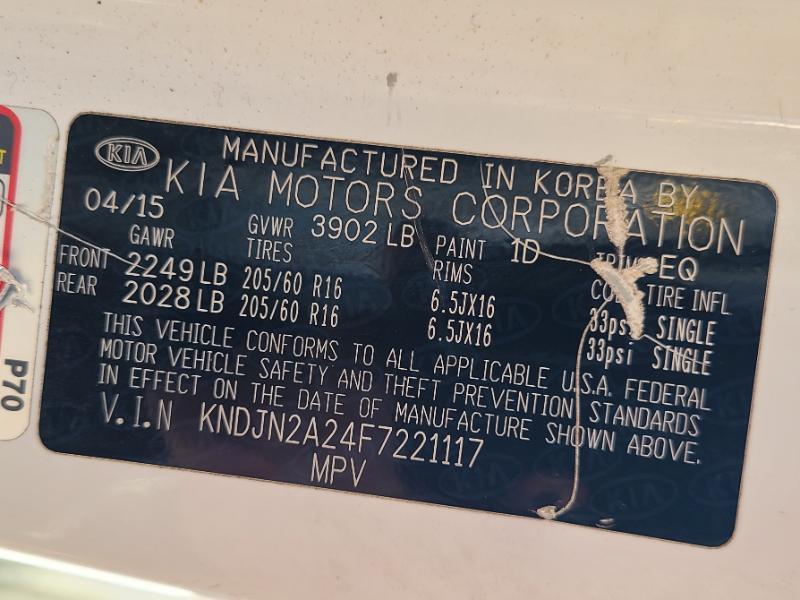 KIA
MANUFACTURED IN KOREA BY
KIA MOTORS CORPORATION
04/15 GVWR 3902 LB PAINT 1D EQ
GAWR TIRES RIMS TIRE INFL
FRONT 2249 LB 205/60 R16 6.5JX16 33psi SINGLE
REAR 2028 LB 205/60 R16 6.5JX16 33psi SINGLE
THIS VEHICLE CONFORMS TO ALL APPLICABLE U.S.A. FEDERAL
MOTOR VEHICLE SAFETY AND THEFT PREVENTION STANDARDS
IN EFFECT ON THE DATE OF MANUFACTURE SHOWN ABOVE.
V.I.N KNDJN2A24F7221117
MPV
P70